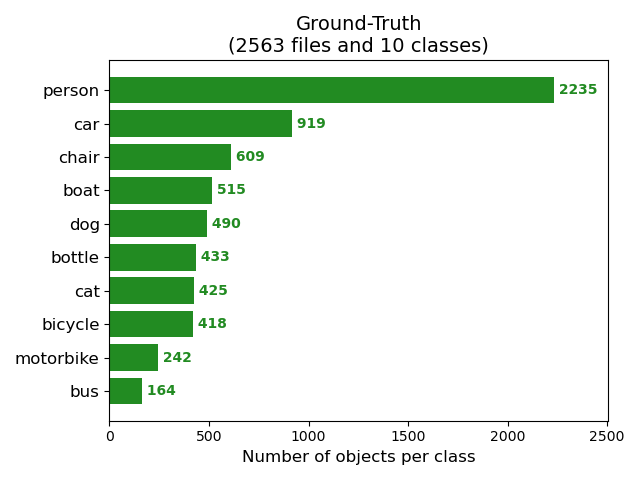 Ground-Truth
(2563 files and 10 classes)
person 2235
car 919
chair 609
boat 515
dog 490
bottle 433
cat 425
bicycle 418
motorbike 242
bus 164
0 500 1000 1500 2000 2500
Number of objects per class